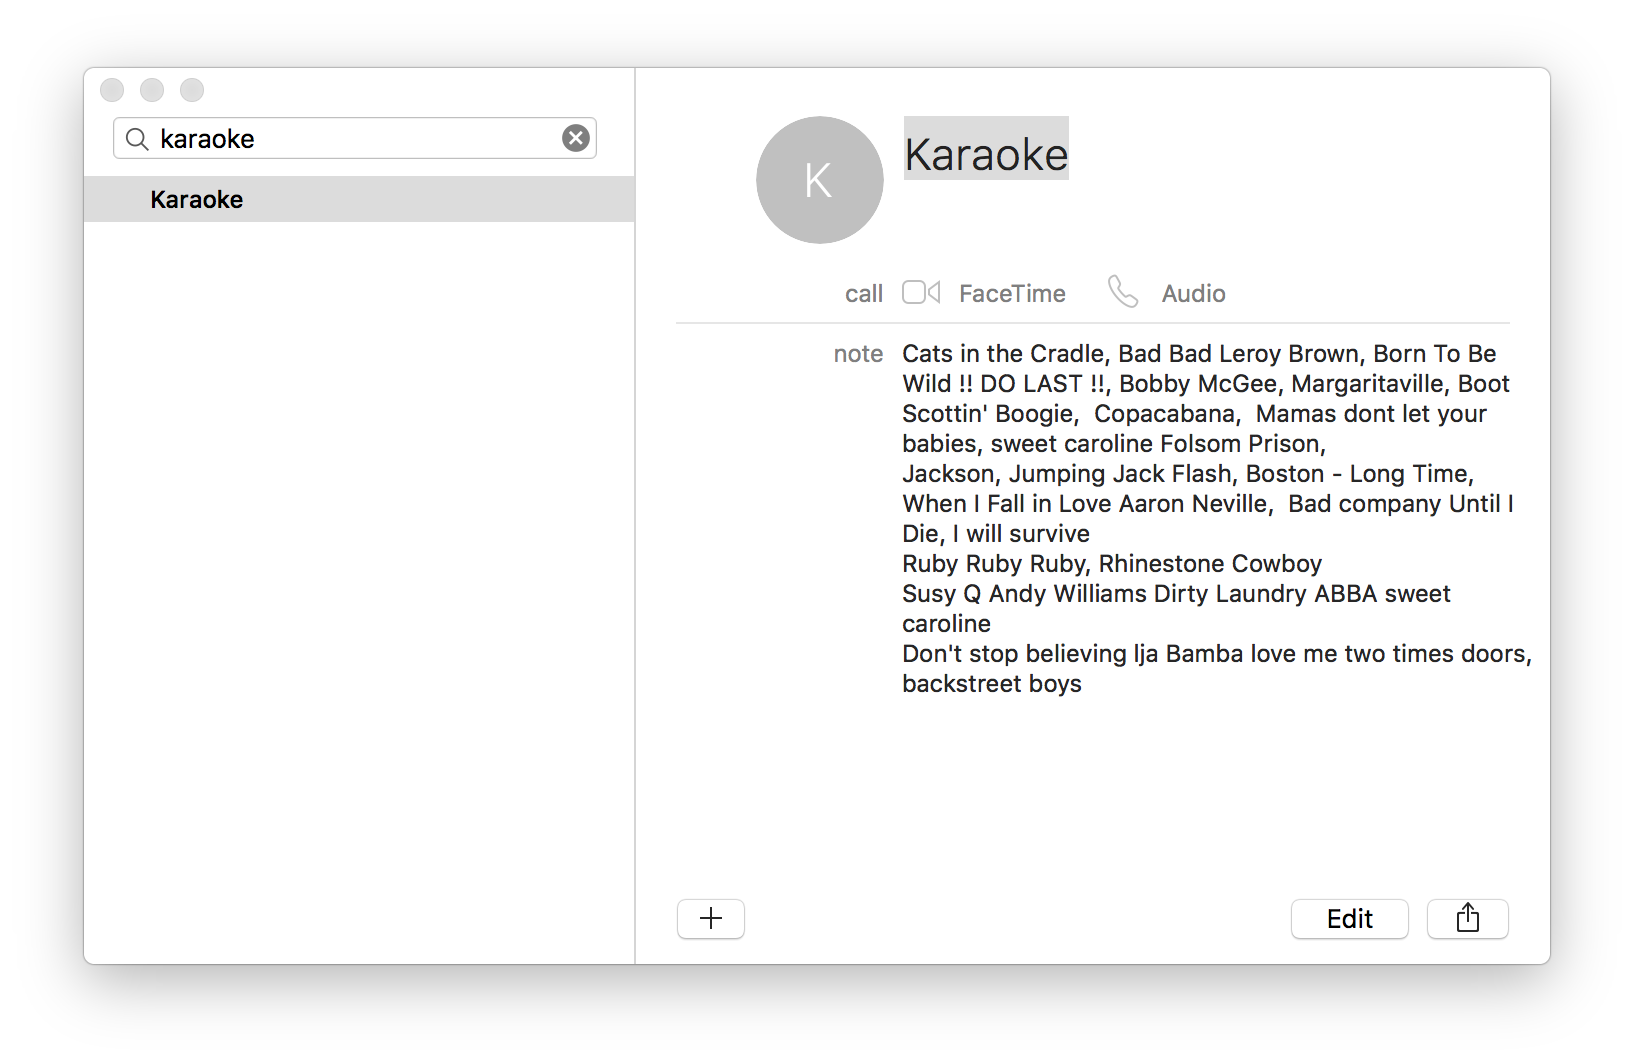 karaoke
Karaoke
K
Karaoke
call FaceTime Audio
note Cats in the Cradle, Bad Bad Leroy Brown, Born To Be
Wild !! DO LAST !!, Bobby McGee, Margaritaville, Boot
Scottin' Boogie,  Copacabana,  Mamas dont let your
babies, sweet caroline Folsom Prison,
Jackson, Jumping Jack Flash, Boston - Long Time,
When I Fall in Love Aaron Neville,  Bad company Until I
Die, I will survive
Ruby Ruby Ruby, Rhinestone Cowboy
Susy Q Andy Williams Dirty Laundry ABBA sweet
caroline
Don't stop believing lja Bamba love me two times doors,
backstreet boys
Edit